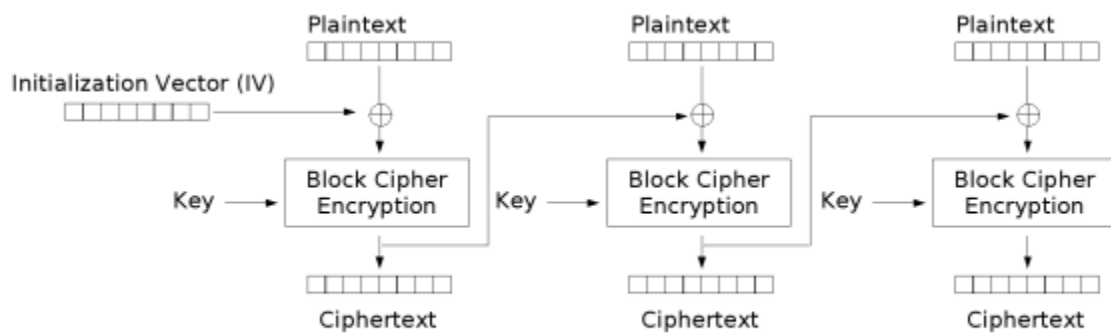 Plaintext
Plaintext
Plaintext
Initialization Vector (IV)
Key
Block Cipher
Encryption
Key
Block Cipher
Encryption
Key
Block Cipher
Encryption
Ciphertext
Ciphertext
Ciphertext